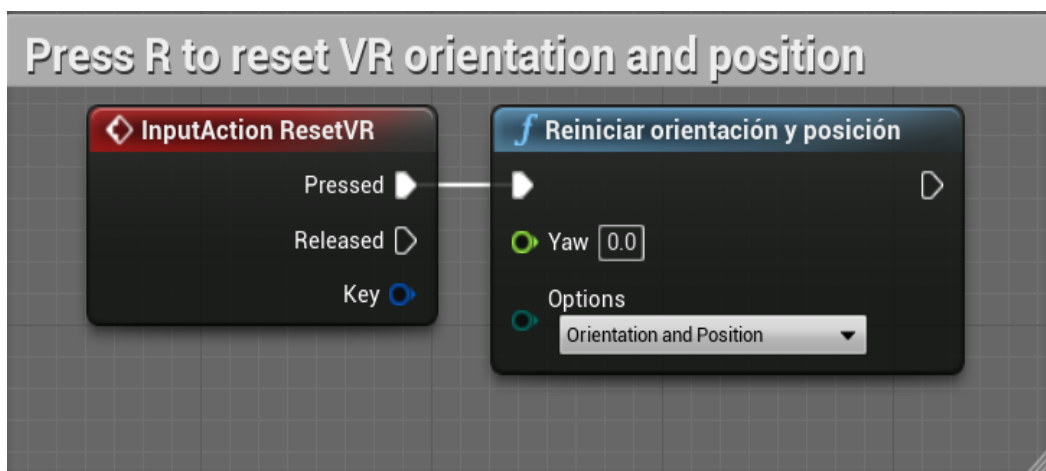 Press R to reset VR orientation and position
InputAction ResetVR
Pressed
Released
Key
f Reiniciar orientación y posición
Yaw 0.0
Options
Orientation and Position